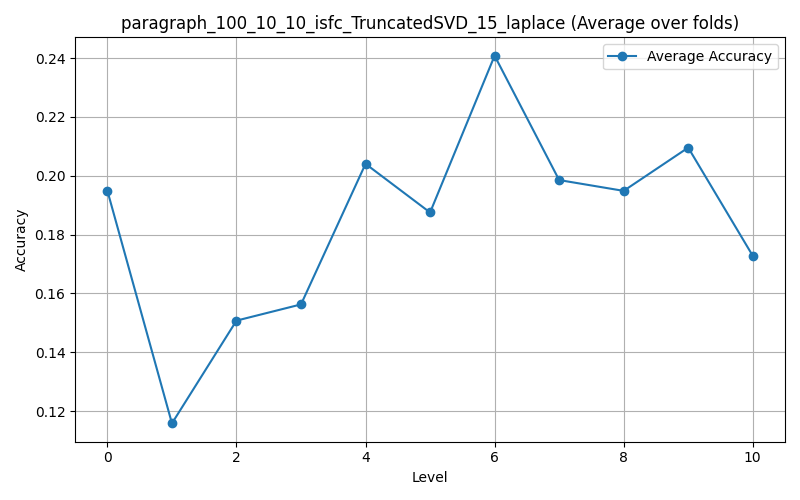 paragraph_100_10_10_isfc_TruncatedSVD_15_laplace (Average over folds)
Average Accuracy
0.24
0.22
0.20
0.18
0.16
0.14
0.12
Accuracy
0 2 4 6 8 10
Level